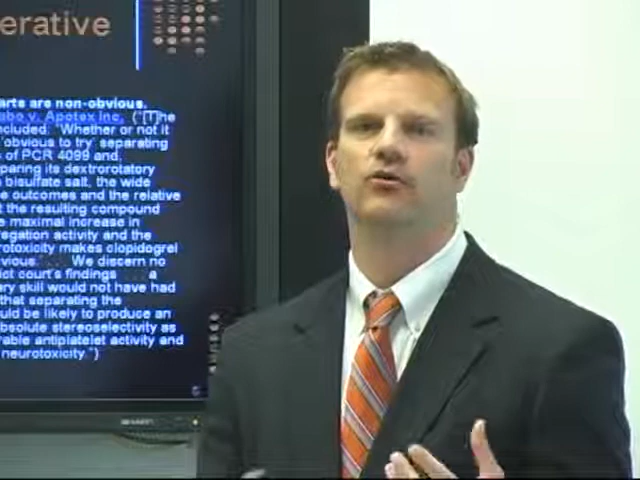 erative
arts are non-obvious.
abo v. Apotex Inc. ("[T]he
ncluded. "Whether or not it
'obvious to try' separating
s of PCR 4099 and.
paring its dextrorotatory
bisulfate salt, the wide
e outcomes and the relative
t the resulting compound
e maximal increase in
regation activity and the
rotoxicity makes clopidogrel
vious. We discern no
ict court's findings a
ry skill would not have had
that separating the
uld be likely to produce an
bsolute stereoselectivity as
rable antiplatelet activity and
neurotoxicity.")
SHARP